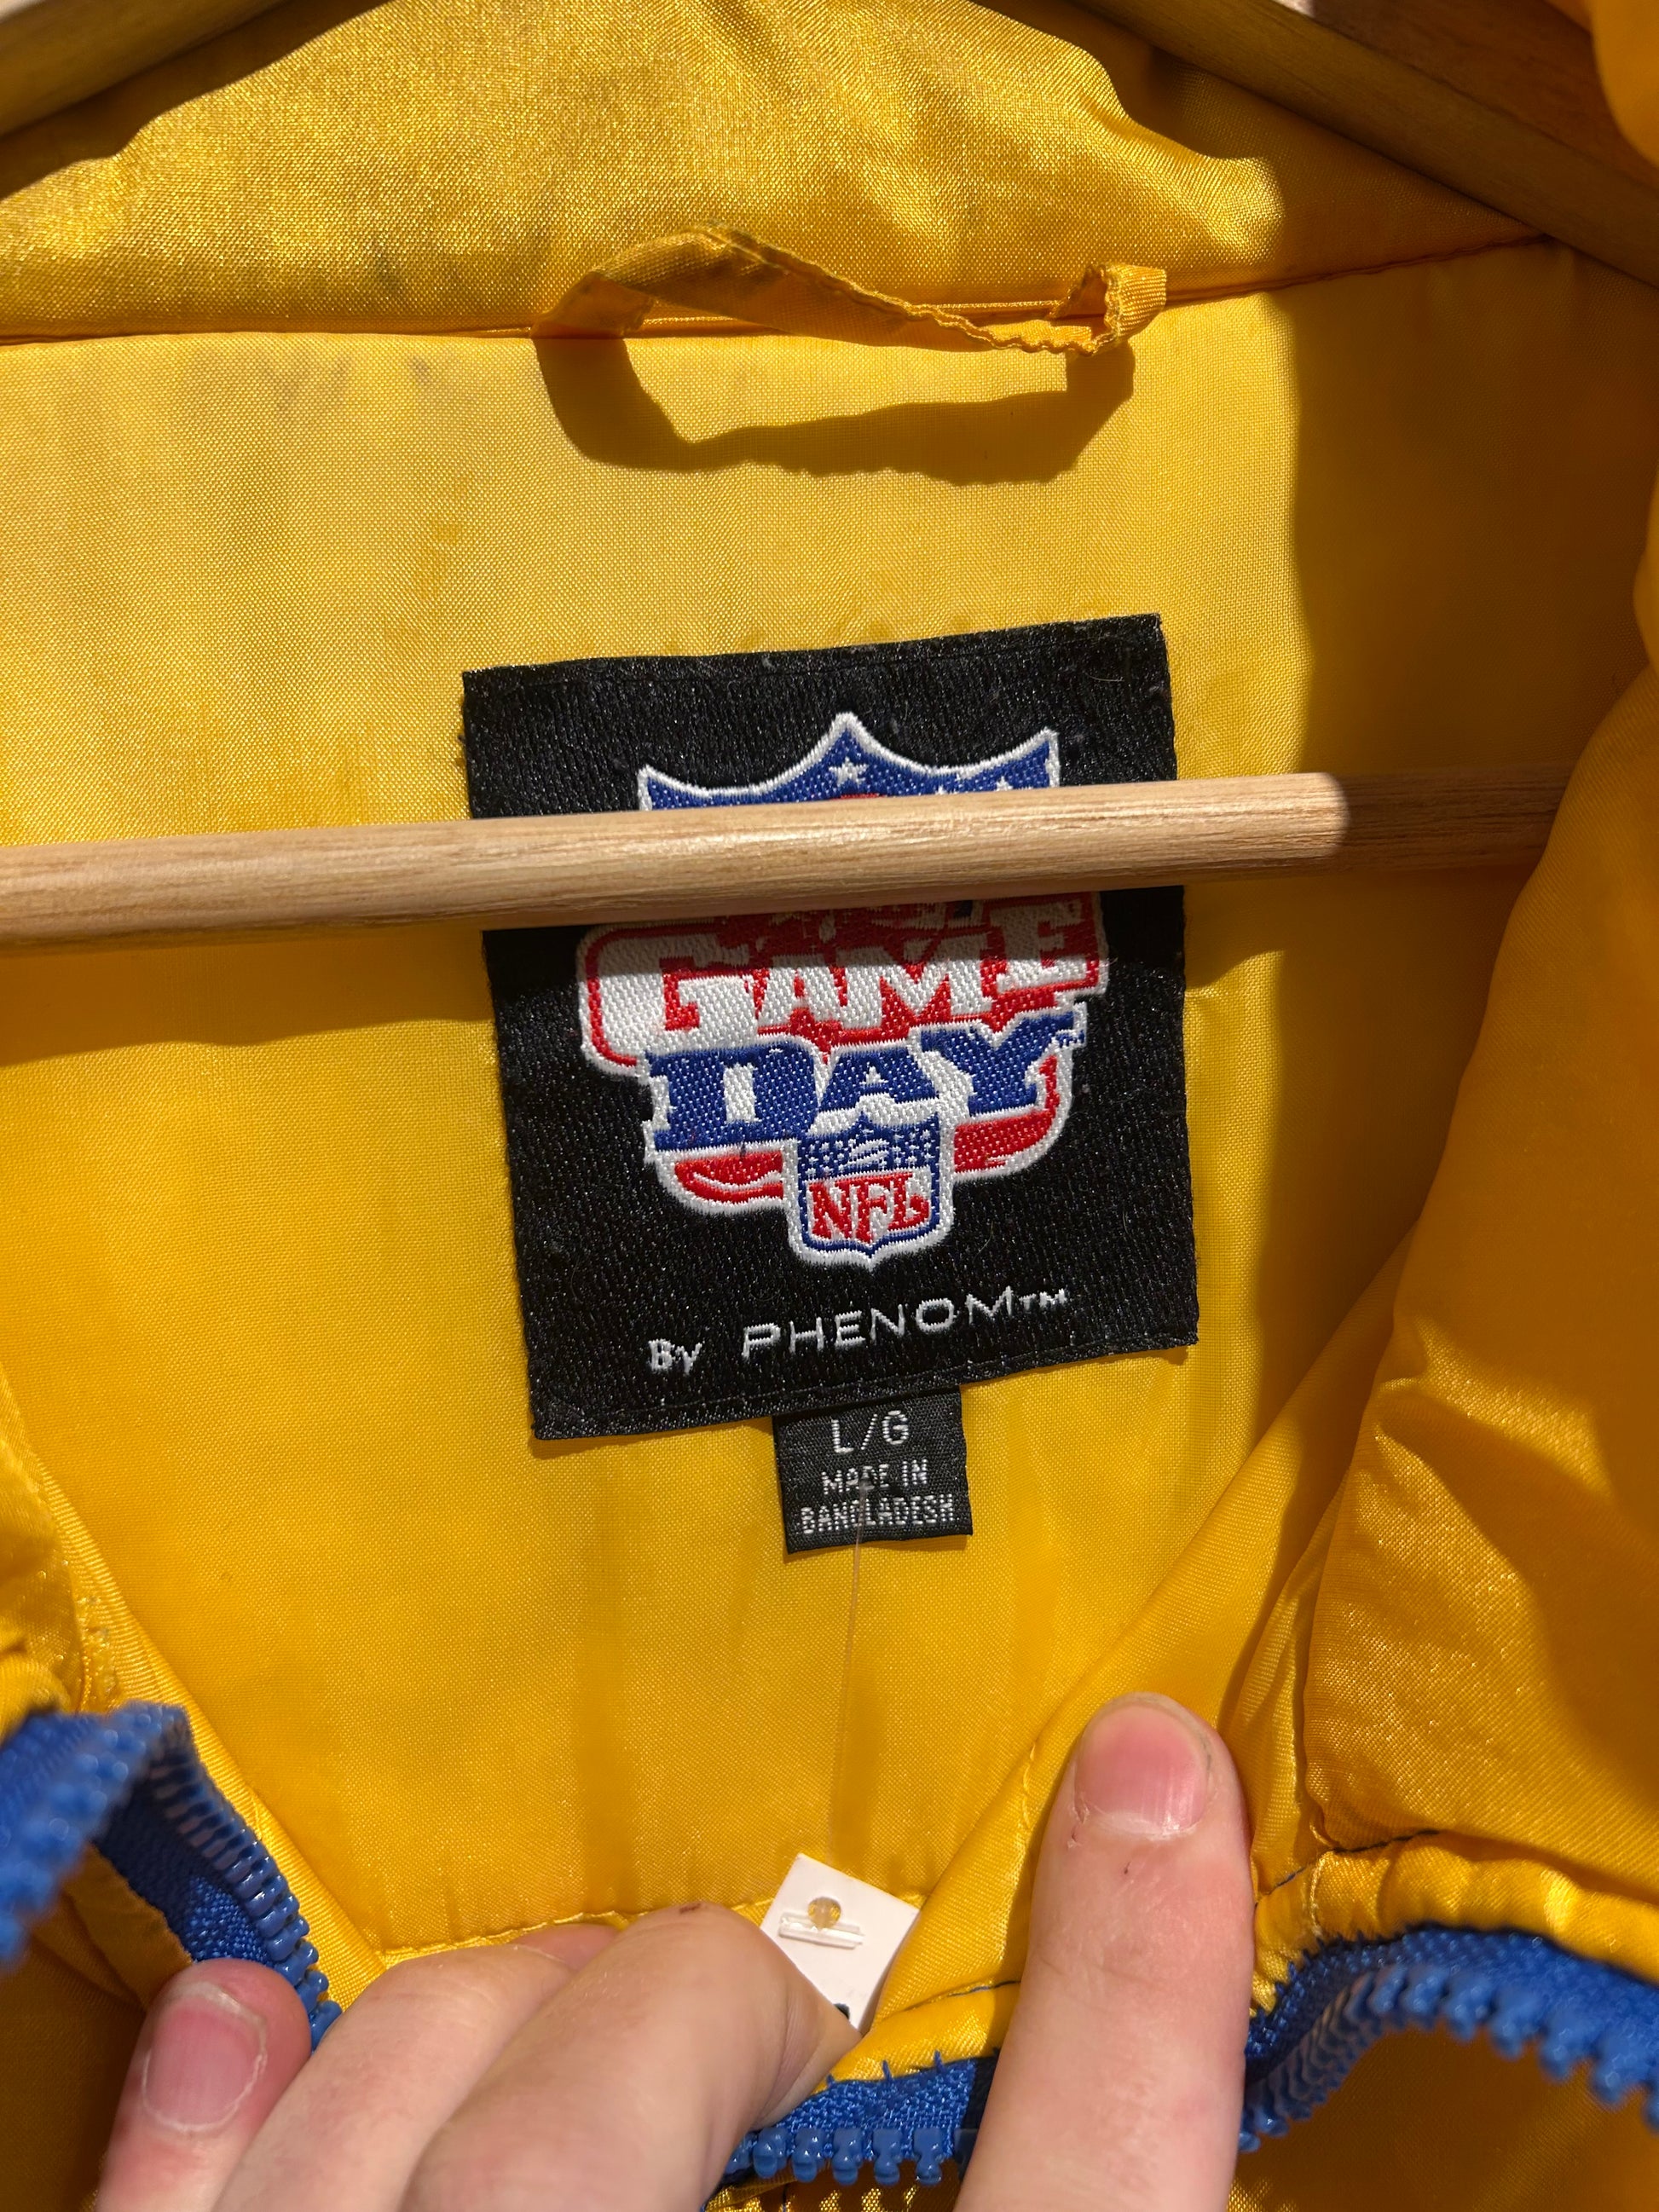 GAME
DAY
NFL
By PHENOM™
L/G
MADE IN
BANGLADESH